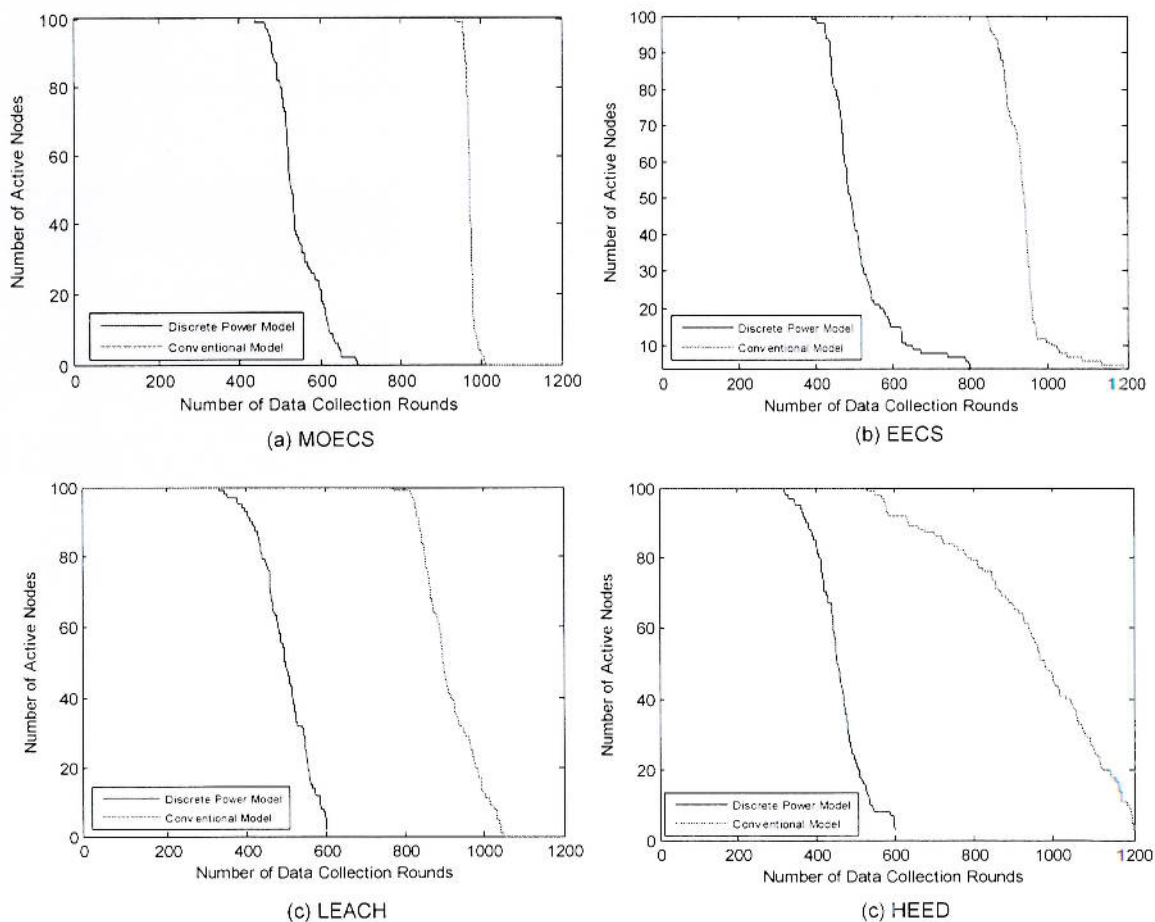 100
80
60
40
20
0
Number of Active Nodes
Discrete Power Model
Conventional Model
0 200 400 600 800 1000 1200
Number of Data Collection Rounds
(a) MOECS
100
90
80
70
60
50
40
30
20
10
Number of Active Nodes
Discrete Power Model
Conventional Model
0 200 400 600 800 1000 1200
Number of Data Collection Rounds
(b) EECS
100
80
60
40
20
0
Number of Active Nodes
Discrete Power Model
Conventional Model
0 200 400 600 800 1000 1200
Number of Data Collection Rounds
(c) LEACH
100
80
60
40
20
0
Number of Active Nodes
Discrete Power Model
Conventional Model
0 200 400 600 800 1000 1200
Number of Data Collection Rounds
(c) HEED